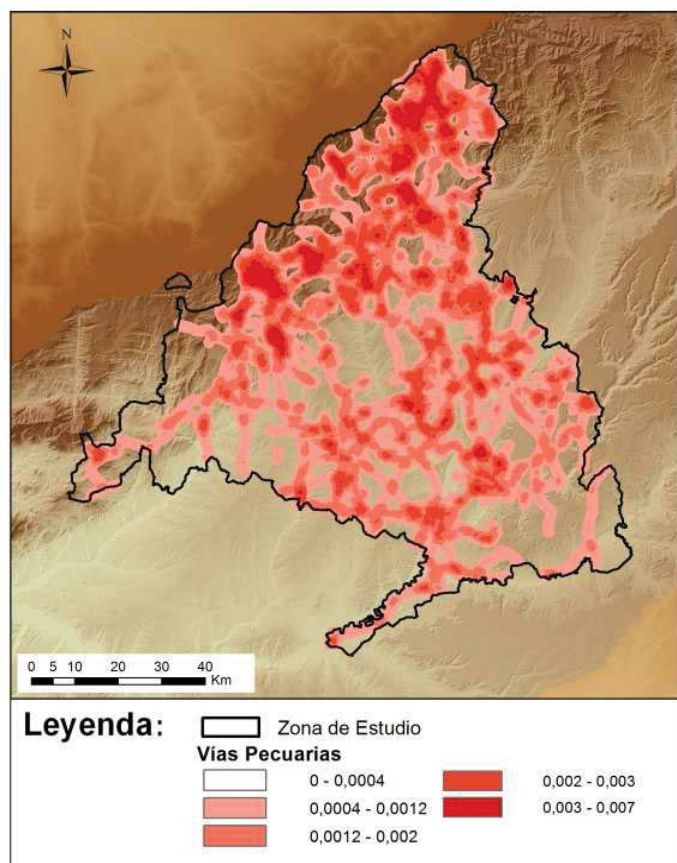 N
0 5 10 20 30 40
Km
Leyenda:
Zona de Estudio
Vías Pecuarias
0 - 0,0004
0,0004 - 0,0012
0,0012 - 0,002
0,002 - 0,003
0,003 - 0,007